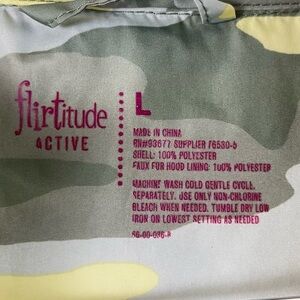 flirtitude
ACTIVE
L
MADE IN CHINA
RN#93677 SUPPLIER 76530-b
SHELL: 100% POLYESTER
FAUX FUR HOOD LINING: 100% POLYESTER
MACHINE WASH COLD GENTLE CYCLE.
SEPARATELY. USE ONLY NON-CHLORINE
BLEACH WHEN NEEDED. TUMBLE DRY LOW
IRON ON LOWEST SETTING AS NEEDED